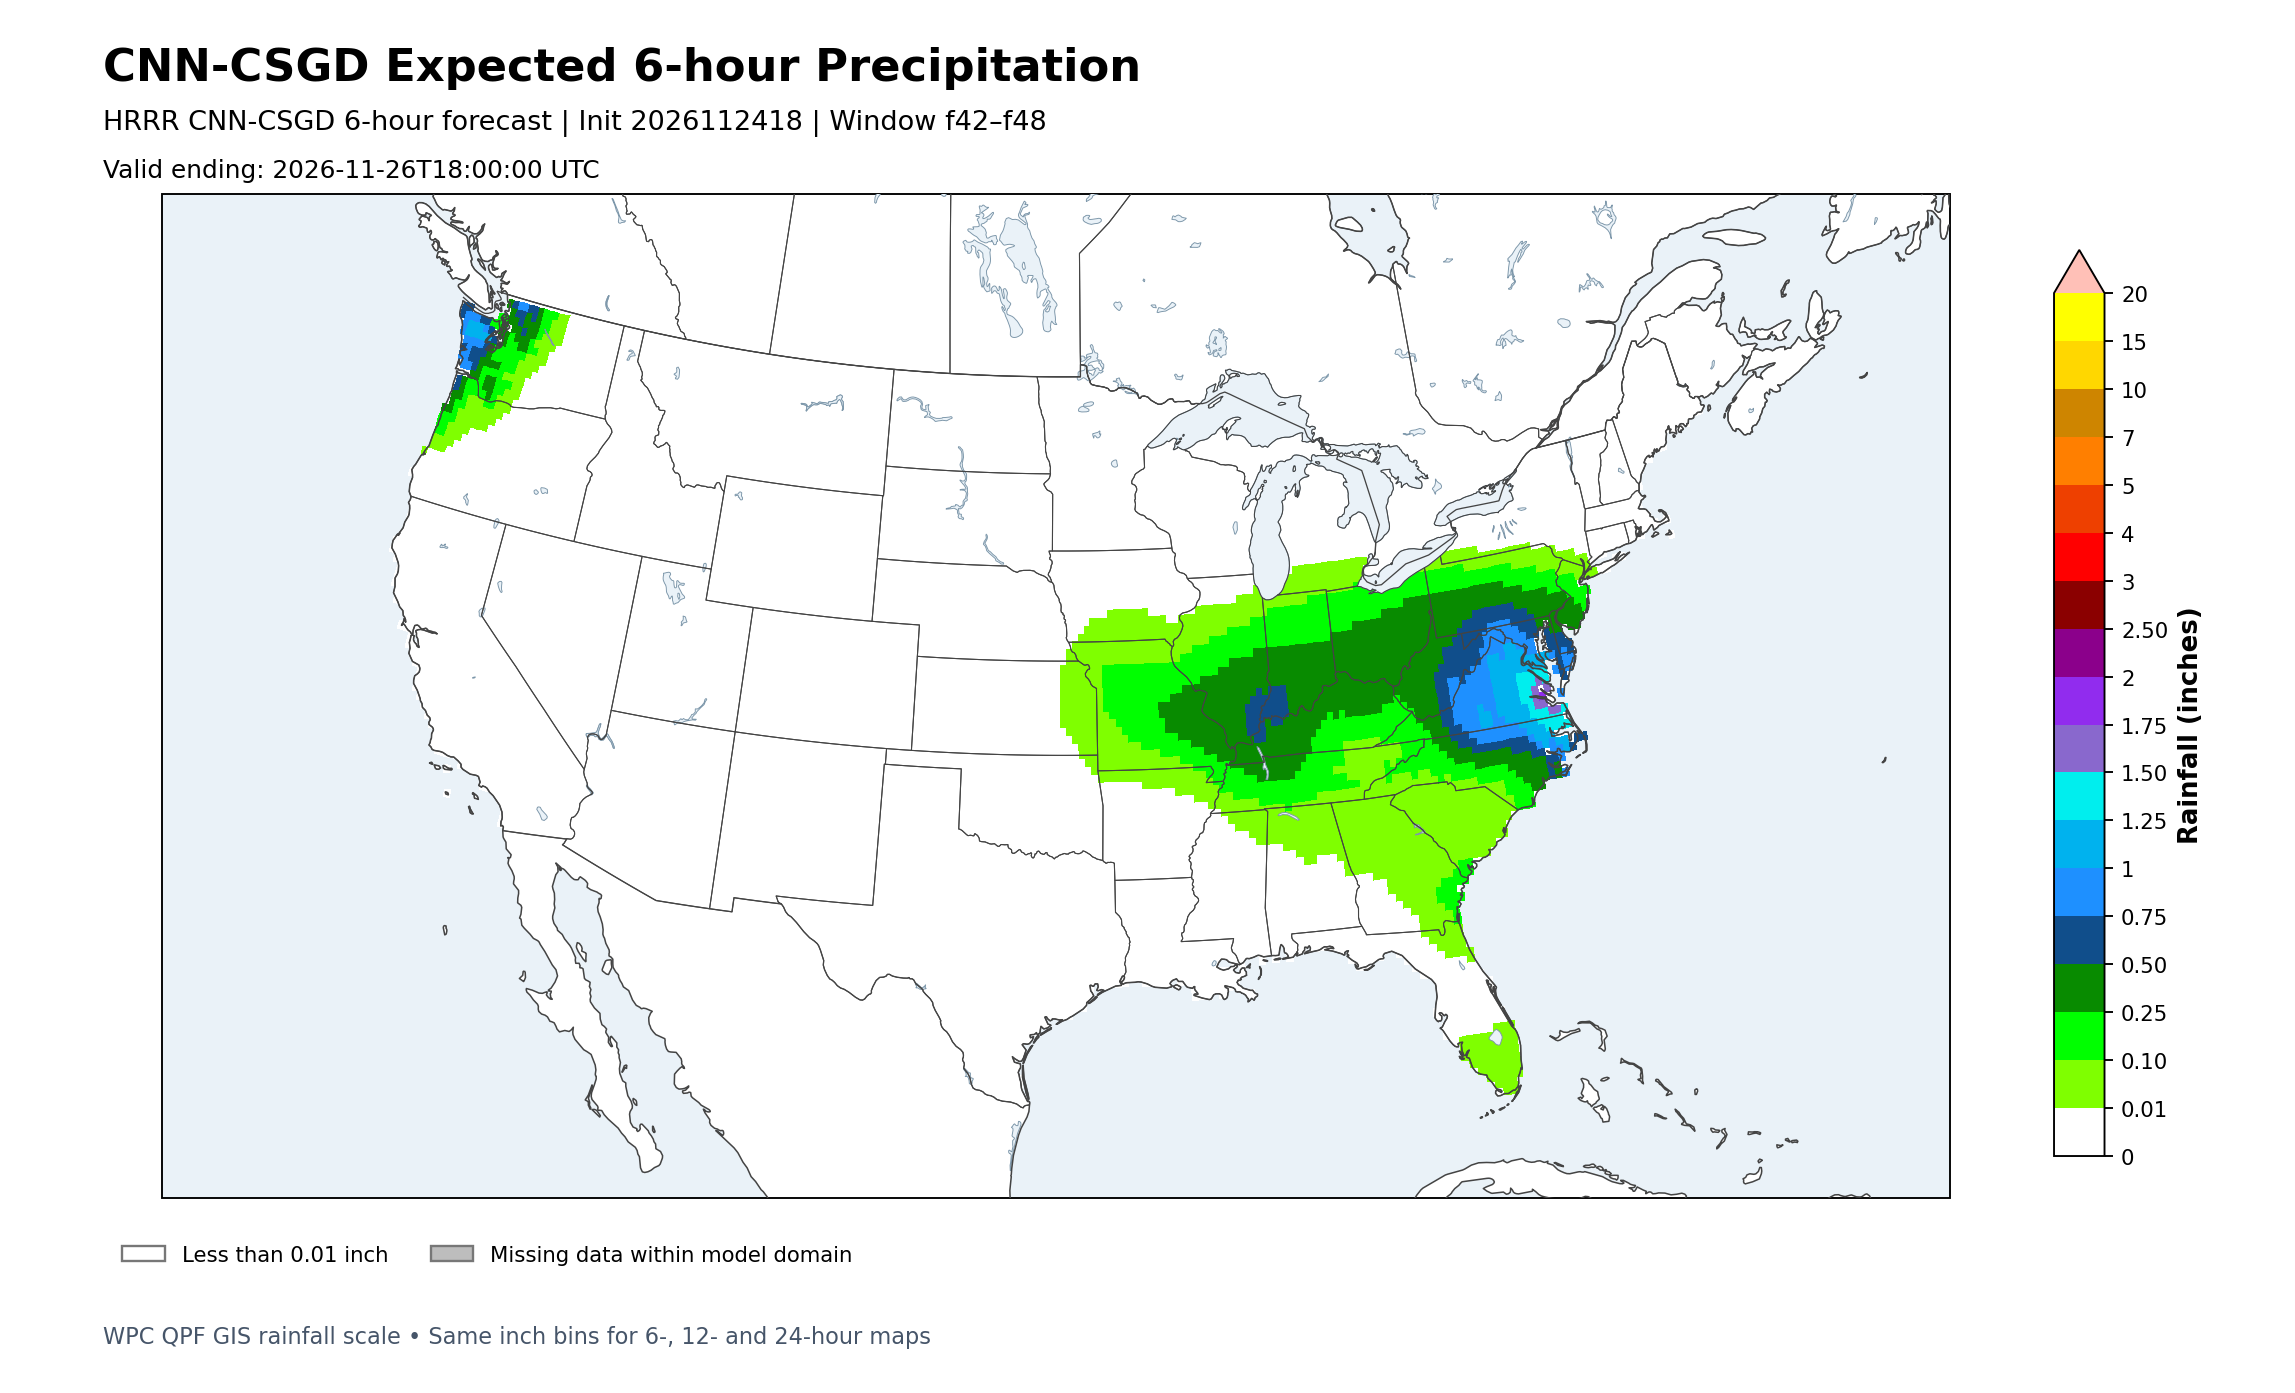 CNN-CSGD Expected 6-hour Precipitation
HRRR CNN-CSGD 6-hour forecast | Init 2026112418 | Window f42–f48
Valid ending: 2026-11-26T18:00:00 UTC
20
15
10
7
5
4
3
2.50
2
1.75
1.50
1.25
1
0.75
0.50
0.25
0.10
0.01
0
Rainfall (inches)
Less than 0.01 inch
Missing data within model domain
WPC QPF GIS rainfall scale • Same inch bins for 6-, 12- and 24-hour maps